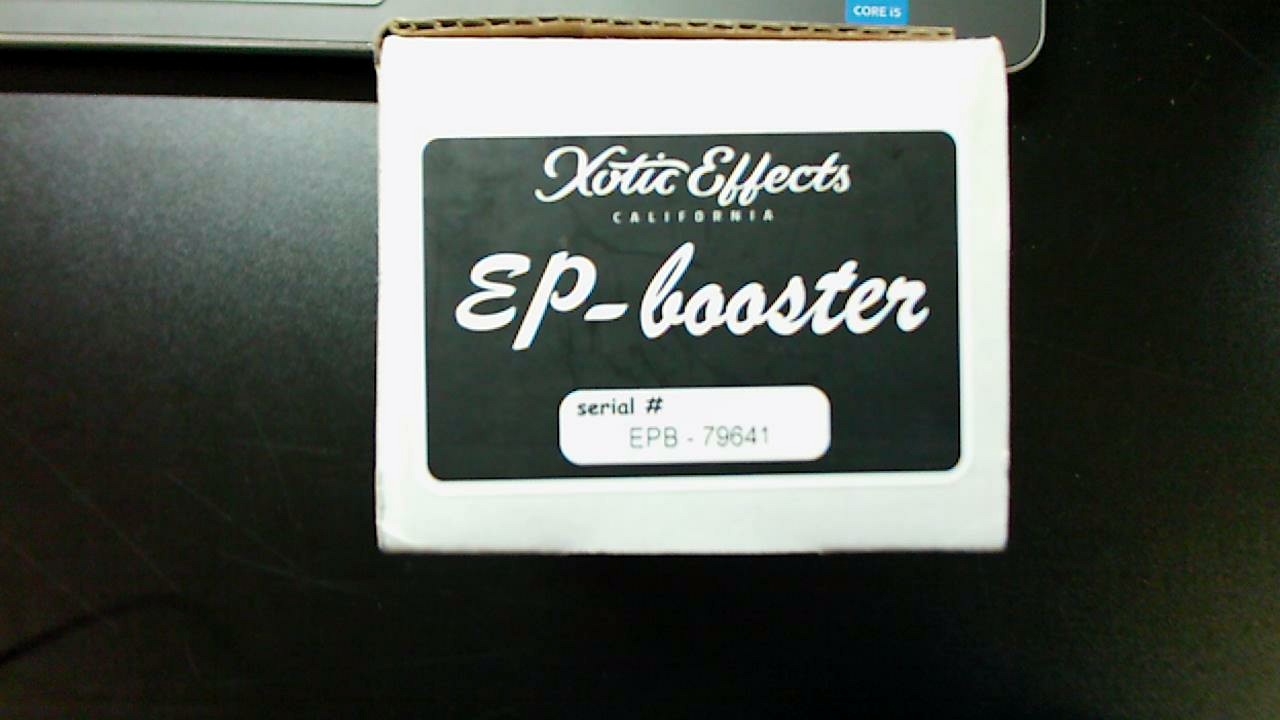 CORE i5
Xotic Effects
CALIFORNIA
EP-booster
serial #
EPB - 79641